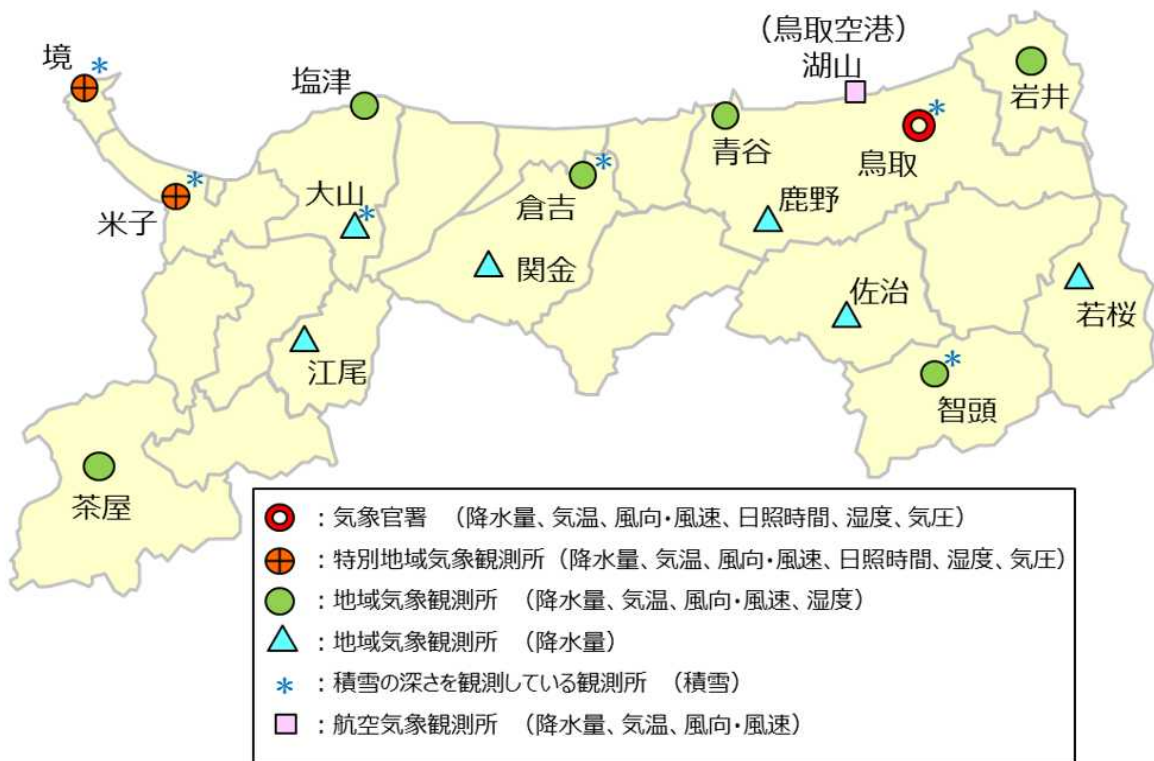 （鳥取空港）
湖山
境
*
塩津
岩井
青谷
鳥取
*
米子
*
大山
*
倉吉
*
鹿野
関金
佐治
若桜
江尾
智頭
*
茶屋
：気象官署　（降水量、気温、風向・風速、日照時間、湿度、気圧）
：特別地域気象観測所（降水量、気温、風向・風速、日照時間、湿度、気圧）
：地域気象観測所　（降水量、気温、風向・風速、湿度）
：地域気象観測所　（降水量）
*：積雪の深さを観測している観測所　（積雪）
：航空気象観測所　（降水量、気温、風向・風速）